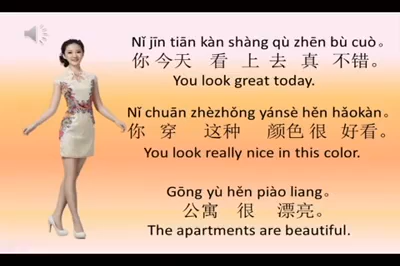 Nǐ jīn tiān kàn shàng qù zhēn bù cuò。
你 今天 看 上 去 真 不错。
You look great today.
Nǐ chuān zhèzhǒng yánsè hěn hǎokàn。
你 穿 这种 颜色 很 好看。
You look really nice in this color.
Gōng yù hěn piào liang。
公寓 很 漂亮。
The apartments are beautiful.